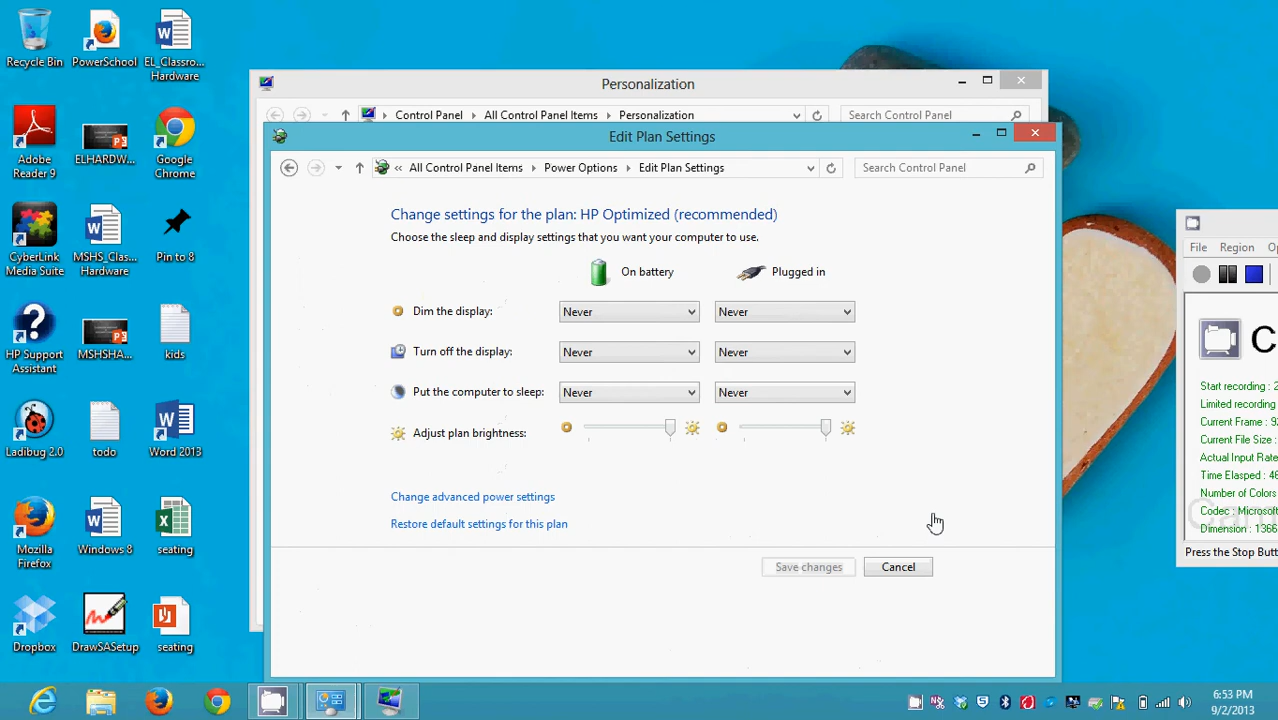 Recycle Bin
PowerSchool
EL_Classro...
Hardware
Adobe
Reader 9
ELHARDW...
Google
Chrome
CyberLink
Media Suite
MSHS_Clas...
Hardware
Pin to 8
HP Support
Assistant
MSHSHA...
kids
Ladibug 2.0
todo
Word 2013
Mozilla
Firefox
Windows 8
seating
Dropbox
DrawSASetup
seating
Personalization
Control Panel
All Control Panel Items
Personalization
Search Control Panel
Edit Plan Settings
All Control Panel Items
Power Options
Edit Plan Settings
Search Control Panel
Change settings for the plan: HP Optimized (recommended)
Choose the sleep and display settings that you want your computer to use.
On battery
Plugged in
Dim the display: Never Never
Turn off the display: Never Never
Put the computer to sleep: Never Never
Adjust plan brightness:
Change advanced power settings
Restore default settings for this plan
Save changes
Cancel
File Region
C
Start recording : 2
Limited recording
Current Frame : 9
Current File Size :
Actual Input Rate
Time Elasped : 46
Number of Colors
Codec : Microsoft
Dimension : 1366
Press the Stop Butt
6:53 PM
9/2/2013